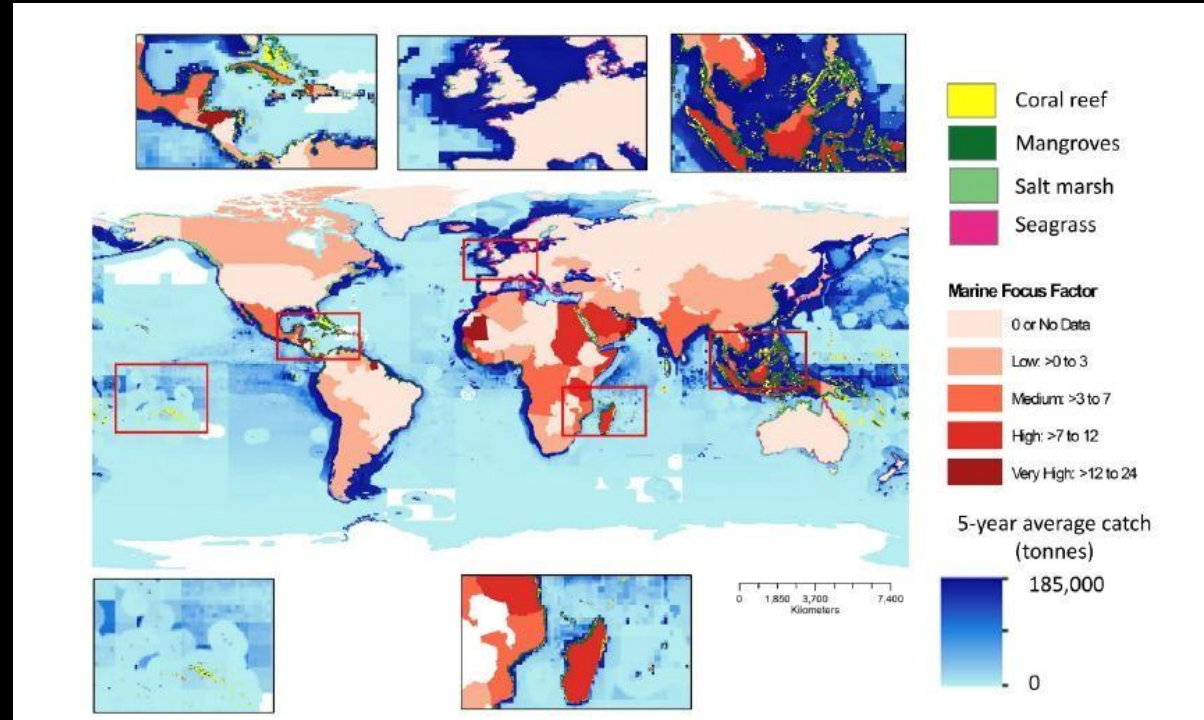 Coral reef
Mangroves
Salt marsh
Seagrass
Marine Focus Factor
0 or No Data
Low: >0 to 3
Medium: >3 to 7
High: >7 to 12
Very High: >12 to 24
5-year average catch
(tonnes)
185,000
0
0 1,850 3,700 7,400
Kilometers